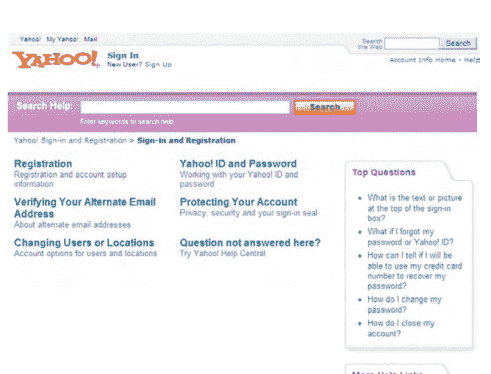 Yahoo! My Yahoo! Mail
Search
the Web
Search
YAHOO!
Sign In
New User? Sign Up
Account Info Home - Help
Search Help:
Search
Enter keywords to search help
Yahoo! Sign-in and Registration > Sign-in and Registration
Registration
Registration and account setup
information
Verifying Your Alternate Email
Address
About alternate email addresses
Changing Users or Locations
Account options for users and locations
Yahoo! ID and Password
Working with your Yahoo! ID and
password
Protecting Your Account
Privacy, security and your sign-in seal
Question not answered here?
Try Yahoo! Help Central
Top Questions
What is the text or picture
at the top of the sign-in
box?
What if I forgot my
password or Yahoo! ID?
How can I tell if I will be
able to use my credit card
number to recover my
password?
How do I change my
password?
How do I close my
account?